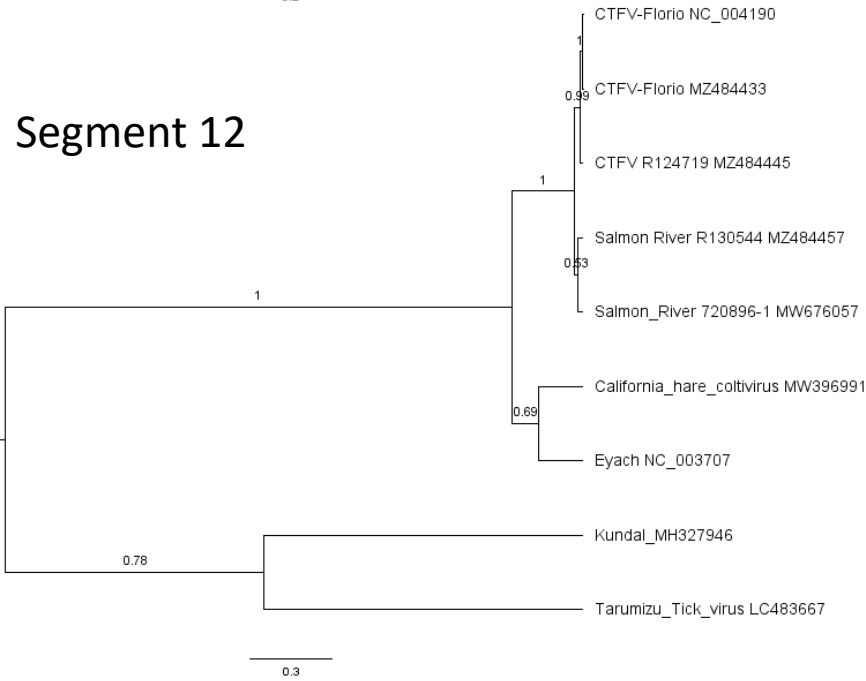 CTFV-Florio NC_004190
1
0.99
CTFV-Florio MZ484433
Segment 12
CTFV R124719 MZ484445
1
Salmon River R130544 MZ484457
0.53
1
Salmon_River 720896-1 MW676057
California_hare_coltivirus MW396991
0.69
Eyach NC_003707
Kundal_MH327946
0.78
Tarumizu_Tick_virus LC483667
0.3